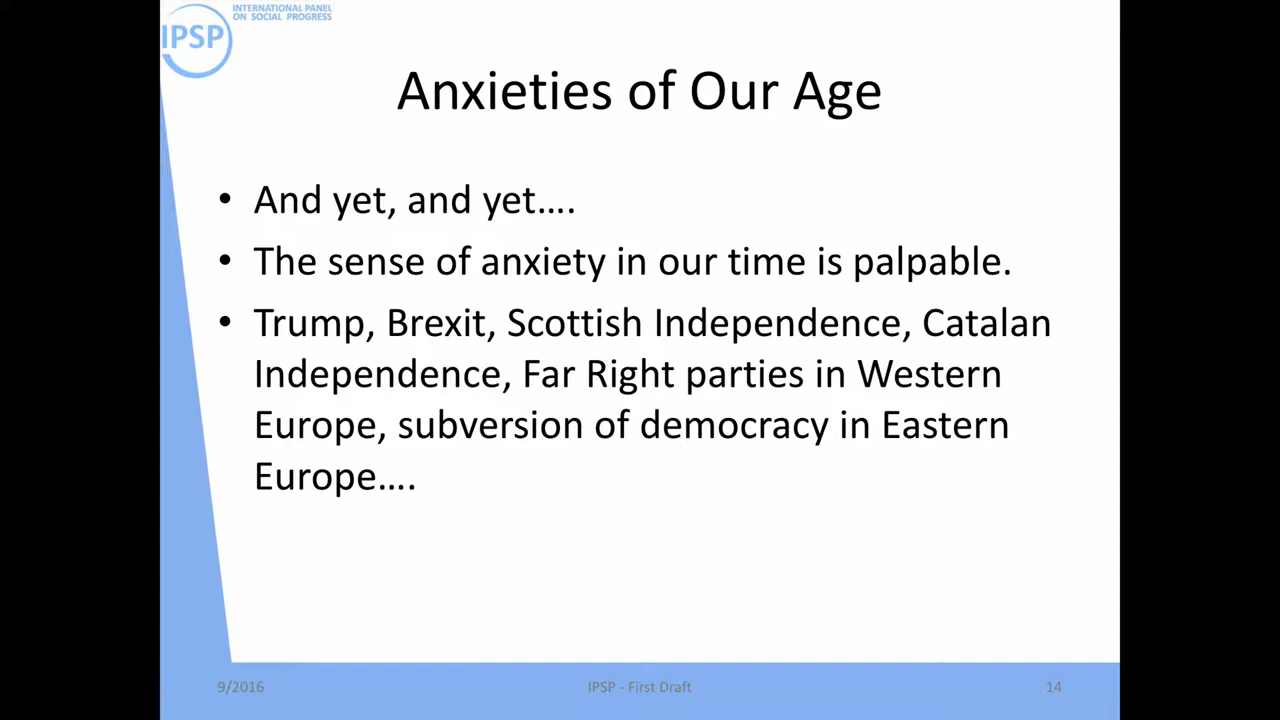 INTERNATIONAL PANEL
ON SOCIAL PROGRESS
IPSP
Anxieties of Our Age
• And yet, and yet….
• The sense of anxiety in our time is palpable.
• Trump, Brexit, Scottish Independence, Catalan
Independence, Far Right parties in Western
Europe, subversion of democracy in Eastern
Europe….
9/2016
IPSP - First Draft
14